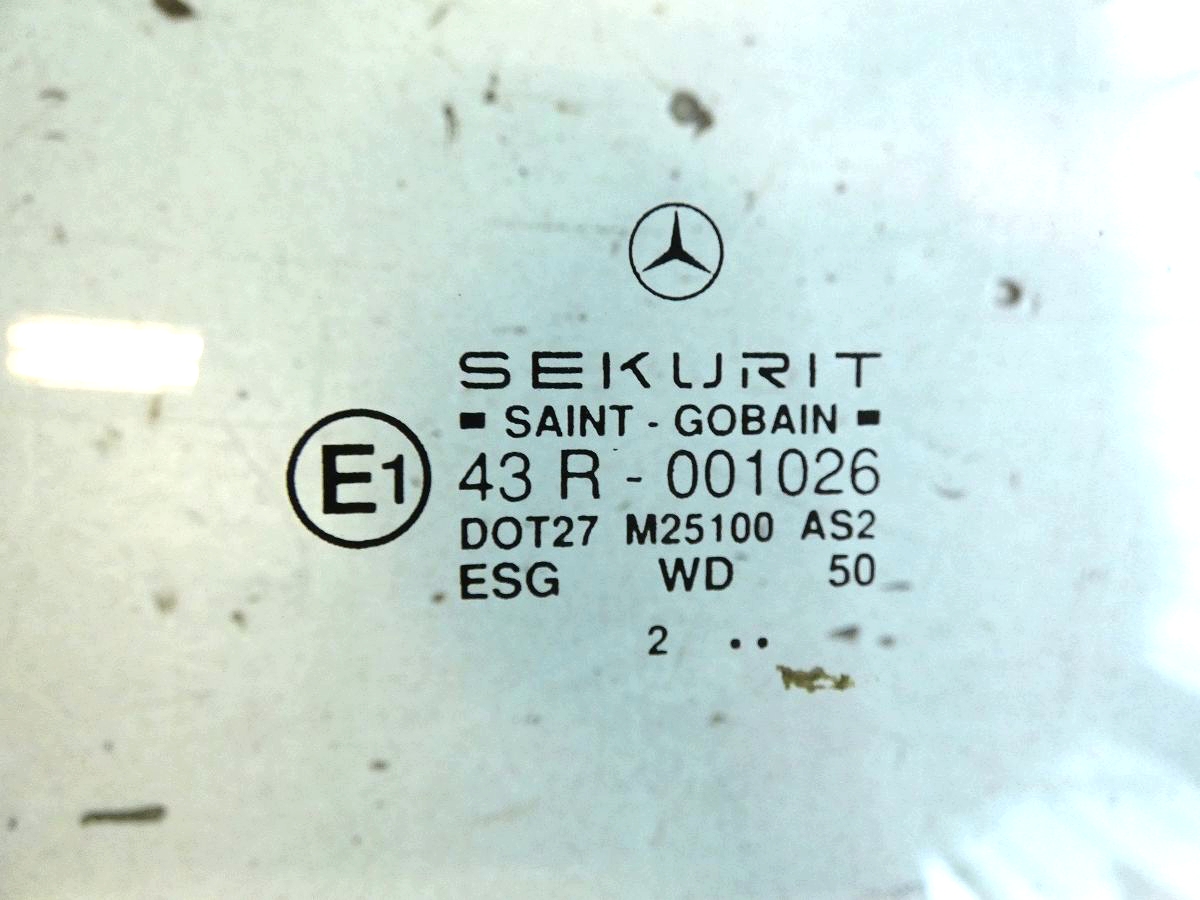 SEKURIT
SAINT - GOBAIN
E1 43 R - 001026
DOT27 M25100 AS2
ESG WD 50
2 ..